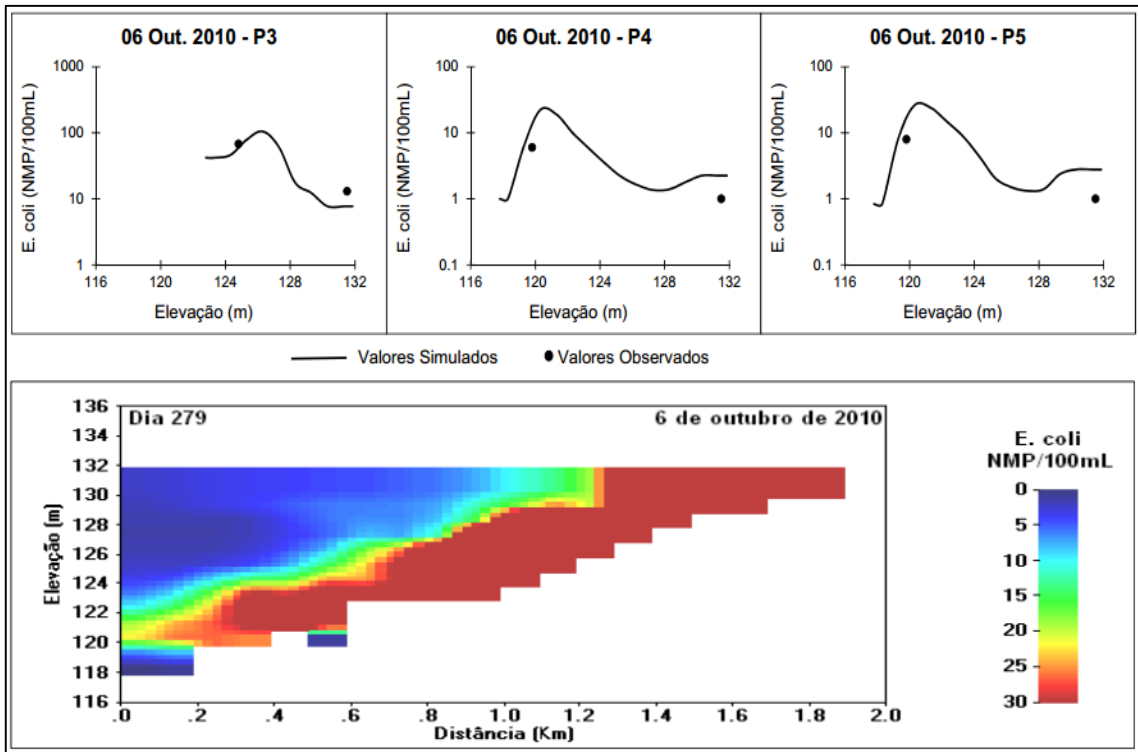 06 Out. 2010 - P3
E. coli (NMP/100mL)
1000
100
10
1
116 120 124 128 132
Elevação (m)
06 Out. 2010 - P4
E. coli (NMP/100mL)
100
10
1
0.1
116 120 124 128 132
Elevação (m)
06 Out. 2010 - P5
E. coli (NMP/100mL)
100
10
1
0.1
116 120 124 128 132
Elevação (m)
Valores Simulados
Valores Observados
Dia 279
6 de outubro de 2010
Elevação (m)
136
134
132
130
128
126
124
122
120
118
116
.0 .2 .4 .6 .8 1.0 1.2 1.4 1.6 1.8 2.0
Distância (Km)
E. coli
NMP/100mL
0
5
10
15
20
25
30